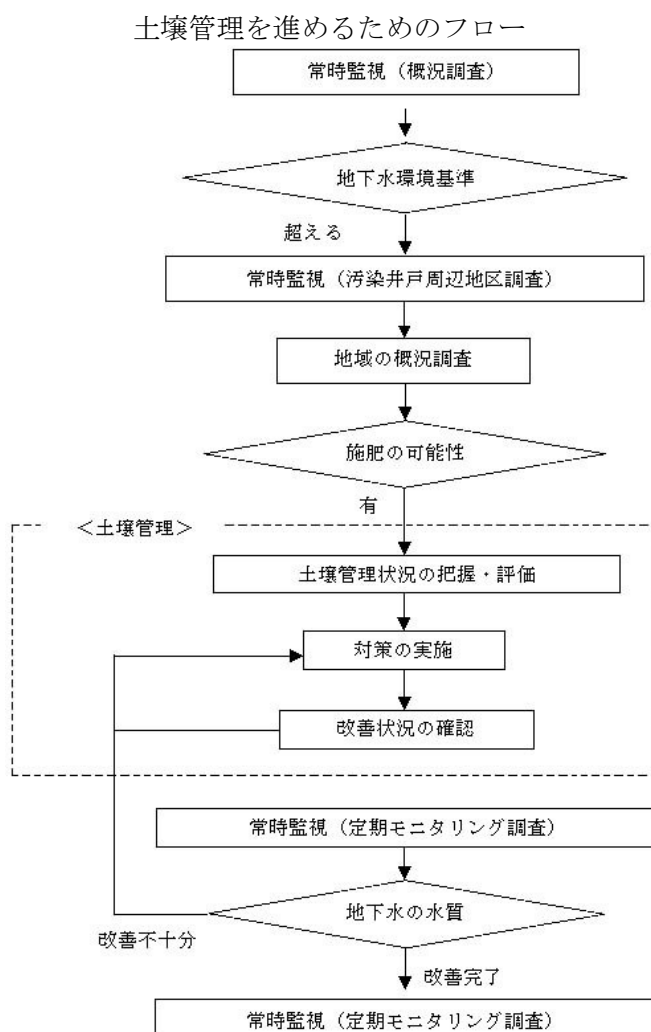 土壌管理を進めるためのフロー
常時監視（概況調査）
地下水環境基準
超える
常時監視（汚染井戸周辺地区調査）
地域の概況調査
施肥の可能性
有
＜土壌管理＞
土壌管理状況の把握・評価
対策の実施
改善状況の確認
常時監視（定期モニタリング調査）
地下水の水質
改善不十分
改善完了
常時監視（定期モニタリング調査）